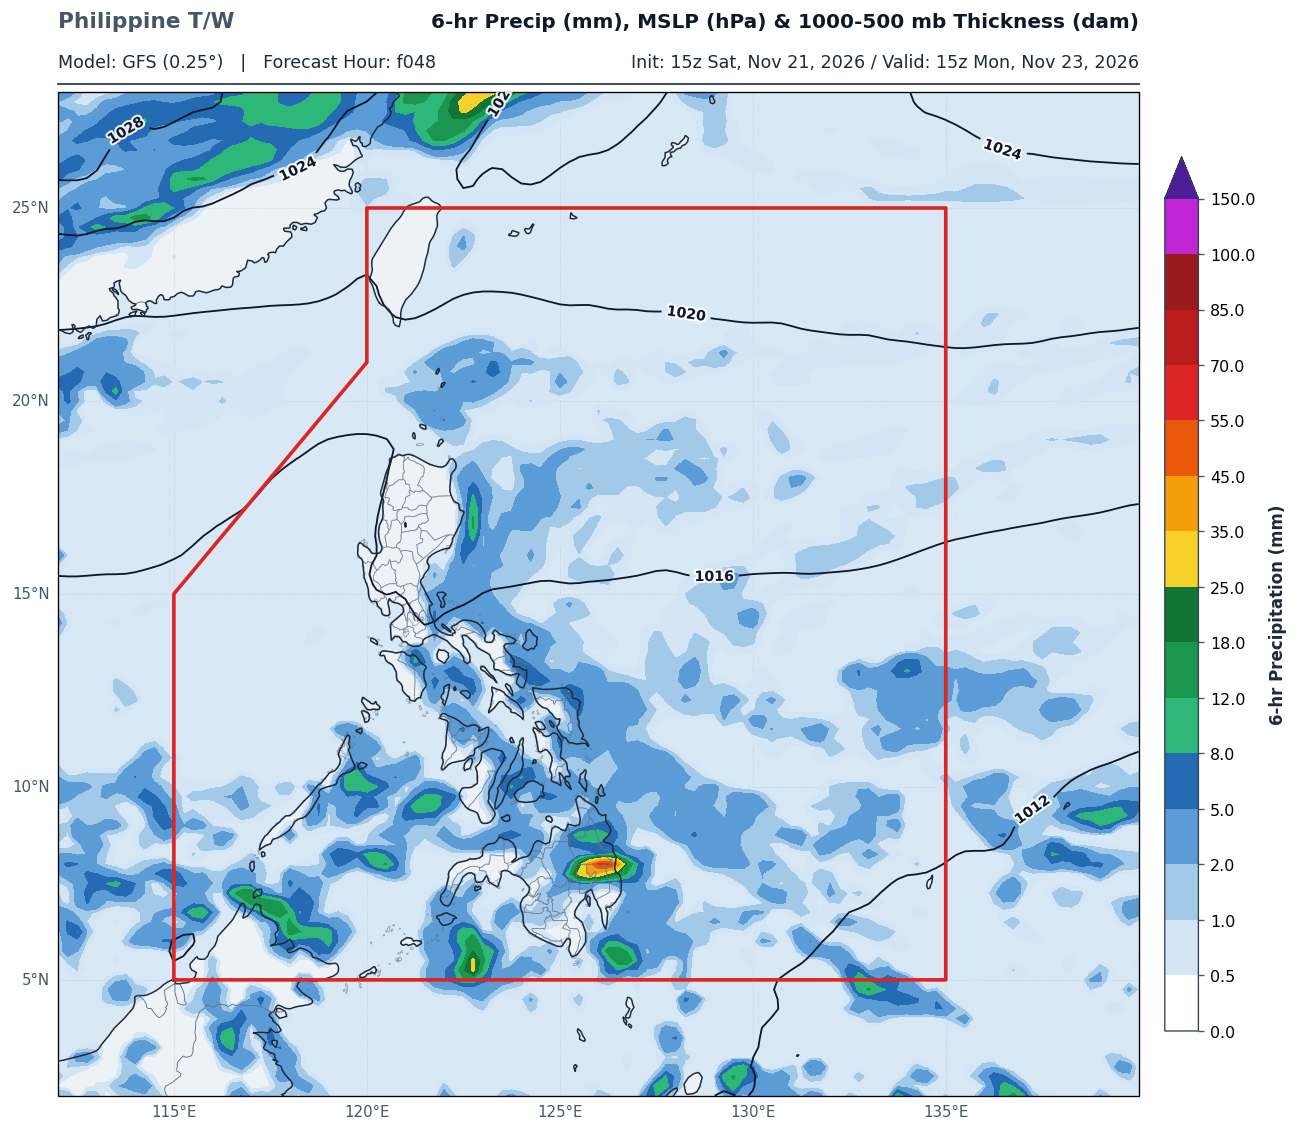 Philippine T/W
6-hr Precip (mm), MSLP (hPa) & 1000-500 mb Thickness (dam)
Model: GFS (0.25°) | Forecast Hour: f048
Init: 15z Sat, Nov 21, 2026 / Valid: 15z Mon, Nov 23, 2026
102
1028
1024
1024
1020
1016
1012
25°N
20°N
15°N
10°N
5°N
115°E
120°E
125°E
130°E
135°E
150.0
100.0
85.0
70.0
55.0
45.0
35.0
25.0
18.0
12.0
8.0
5.0
2.0
1.0
0.5
0.0
6-hr Precipitation (mm)